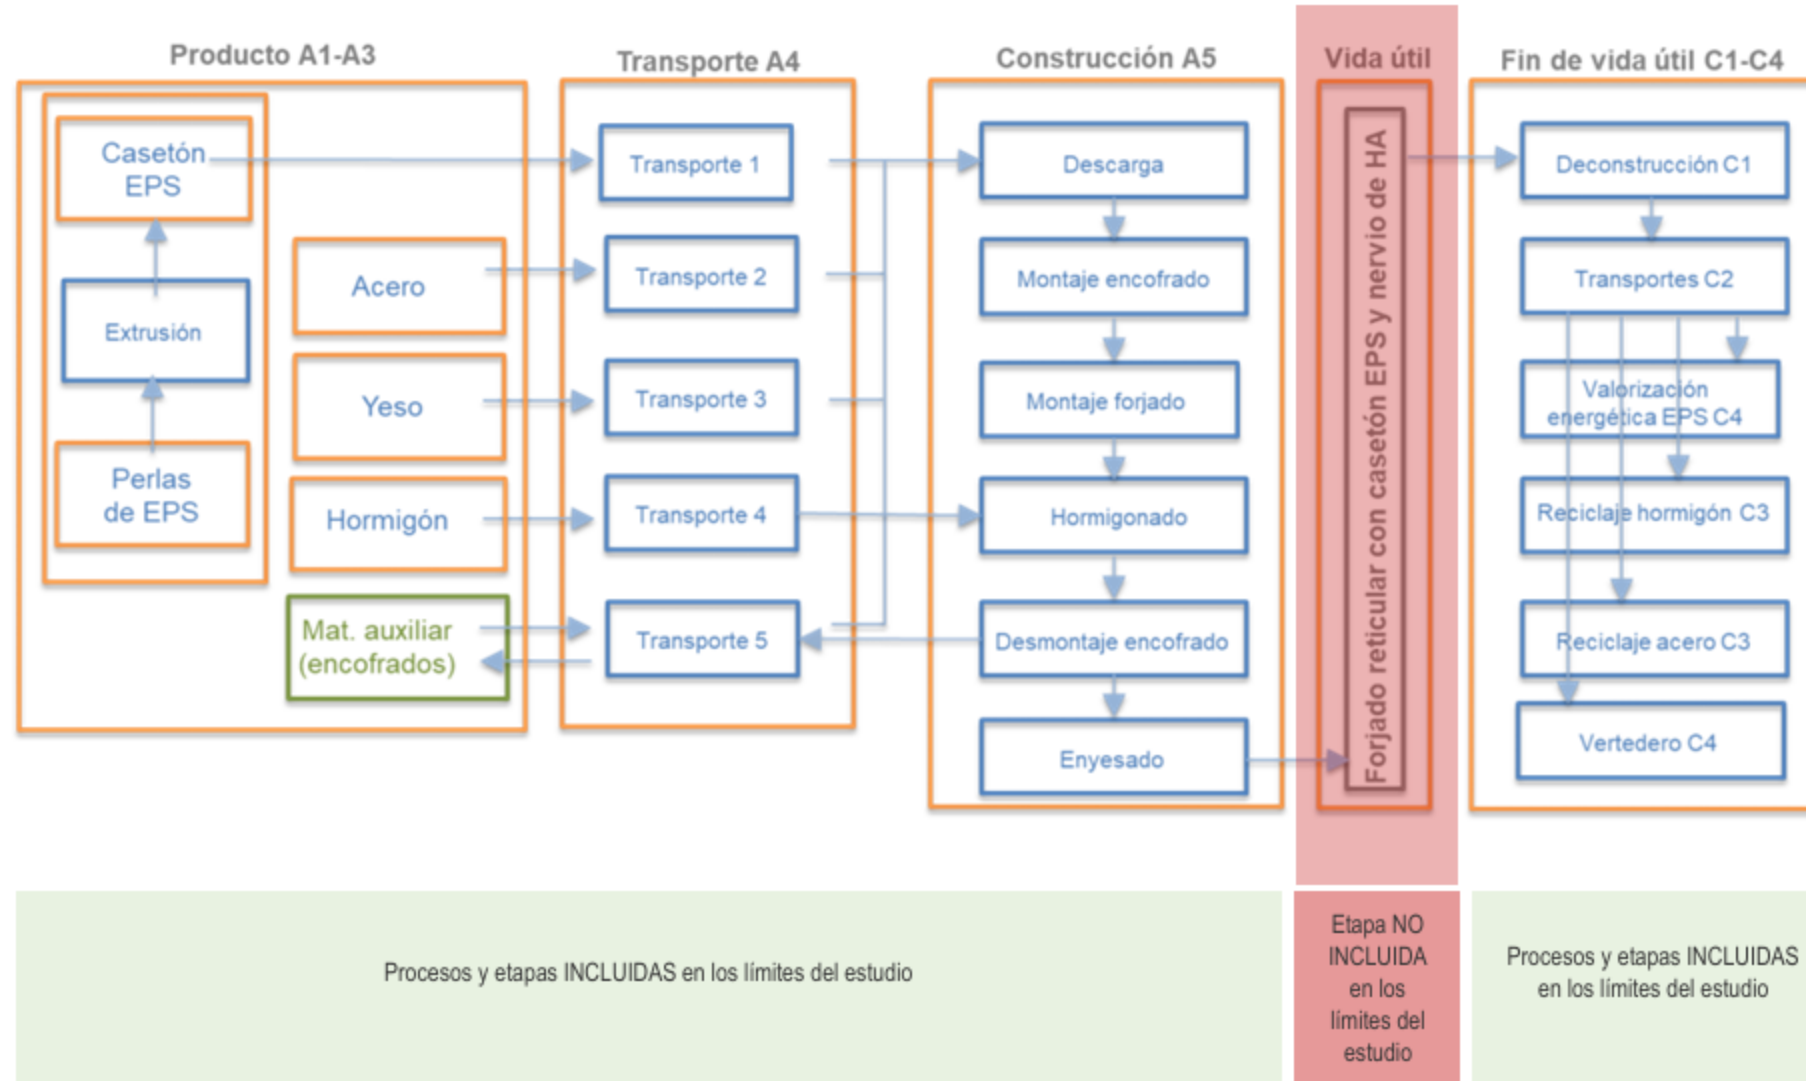 Producto A1-A3
Casetón
EPS
Extrusión
Perlas
de EPS
Acero
Yeso
Hormigón
Mat. auxiliar
(encofrados)
Transporte A4
Transporte 1
Transporte 2
Transporte 3
Transporte 4
Transporte 5
Construcción A5
Descarga
Montaje encofrado
Montaje forjado
Hormigonado
Desmontaje encofrado
Enyesado
Vida útil
Forjado reticular con casetón EPS y nervio de HA
Fin de vida útil C1-C4
Deconstrucción C1
Transportes C2
Valorización
energética EPS C4
Reciclaje hormigón C3
Reciclaje acero C3
Vertedero C4
Procesos y etapas INCLUIDAS en los límites del estudio
Etapa NO
INCLUIDA
en los
límites del
estudio
Procesos y etapas INCLUIDAS
en los límites del estudio